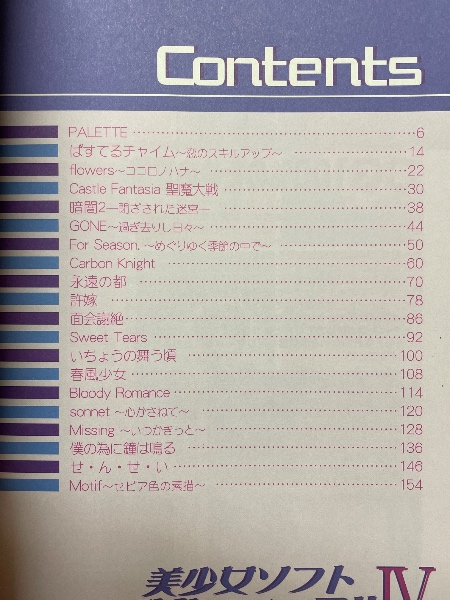 Contents
PALETTE 6
ぱすてるチャイム～恋のスキルアップ～ 14
flowers～ココロノハナ～ 22
Castle Fantasia 聖魔大戦 30
暗闇2―閉ざされた迷宮― 38
GONE～過ぎ去りし日々～ 44
For Season. ～めぐりゆく季節の中で～ 50
Carbon Knight 60
永遠の都 70
許嫁 78
面会謝絶 86
Sweet Tears 92
いちょうの舞う頃 100
春風少女 108
Bloody Romance 114
sonnet ～心かさねて～ 120
Missing ～いつかきっと～ 128
僕の為に鐘は鳴る 136
せ・ん・せ・い 146
Motif～セピア色の素描～ 154
美少女ソフト
IV